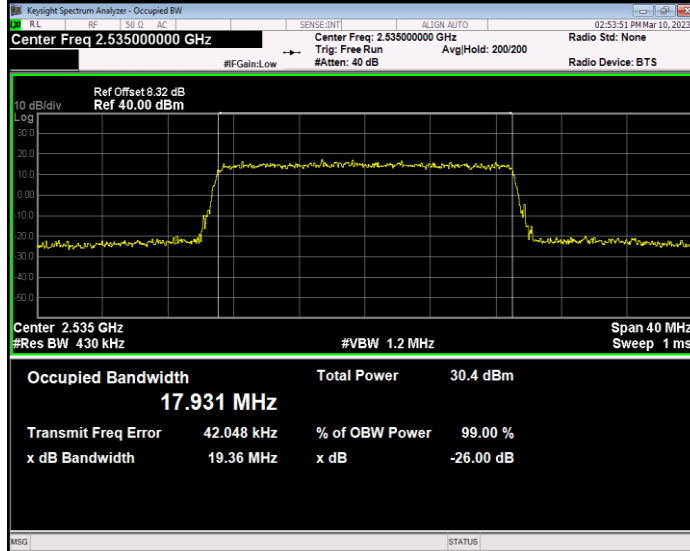 Keysight Spectrum Analyzer - Occupied BW
RL RF 50 Ω AC SENSE:INT ALIGN AUTO 02:53:51 PM Mar 10, 2023
Center Freq 2.535000000 GHz
Center Freq: 2.535000000 GHz
Radio Std: None
Trig: Free Run
Avg|Hold: 200/200
#IFGain:Low
#Atten: 40 dB
Radio Device: BTS
Ref Offset 8.32 dB
10 dB/div
Ref 40.00 dBm
Log
30.0
20.0
10.0
0.00
-10.0
-20.0
-30.0
-40.0
-50.0
Center 2.535 GHz
Span 40 MHz
#Res BW 430 kHz
#VBW 1.2 MHz
Sweep 1 ms
Occupied Bandwidth
Total Power 30.4 dBm
17.931 MHz
Transmit Freq Error 42.048 kHz
% of OBW Power 99.00 %
x dB Bandwidth 19.36 MHz
x dB -26.00 dB
MSG
STATUS